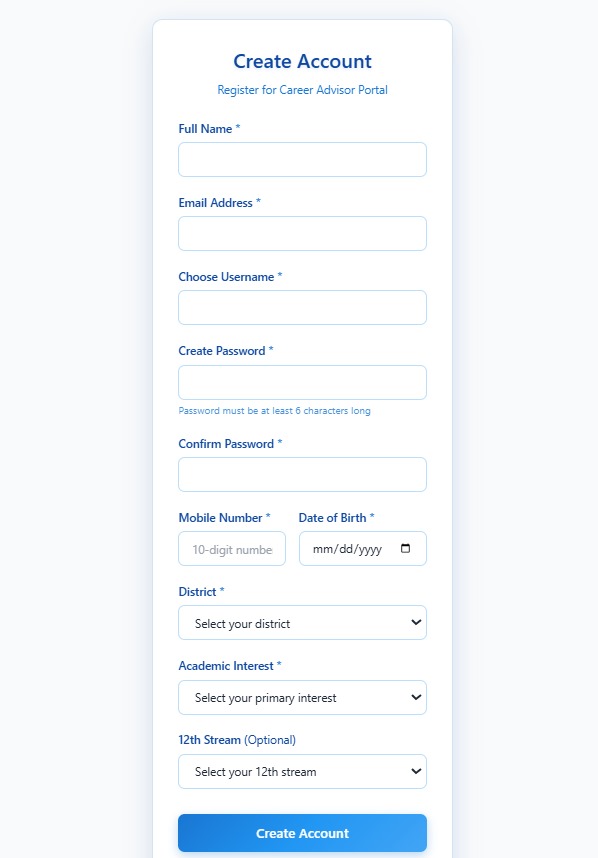 Create Account
Register for Career Advisor Portal
Full Name *
Email Address *
Choose Username *
Create Password *
Password must be at least 6 characters long
Confirm Password *
Mobile Number * Date of Birth *
10-digit numbe mm/dd/yyyy
District *
Select your district
Academic Interest *
Select your primary interest
12th Stream (Optional)
Select your 12th stream
Create Account